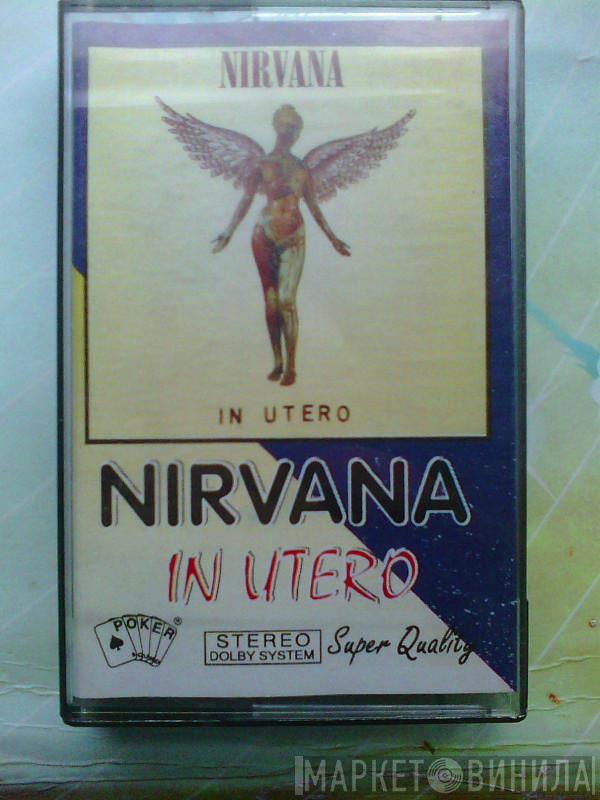 NIRVANA
IN UTERO
NIRVANA
IN UTERO
POKER®
STEREO
DOLBY SYSTEM
Super Quality
МАРКЕТ ВИНИЛА